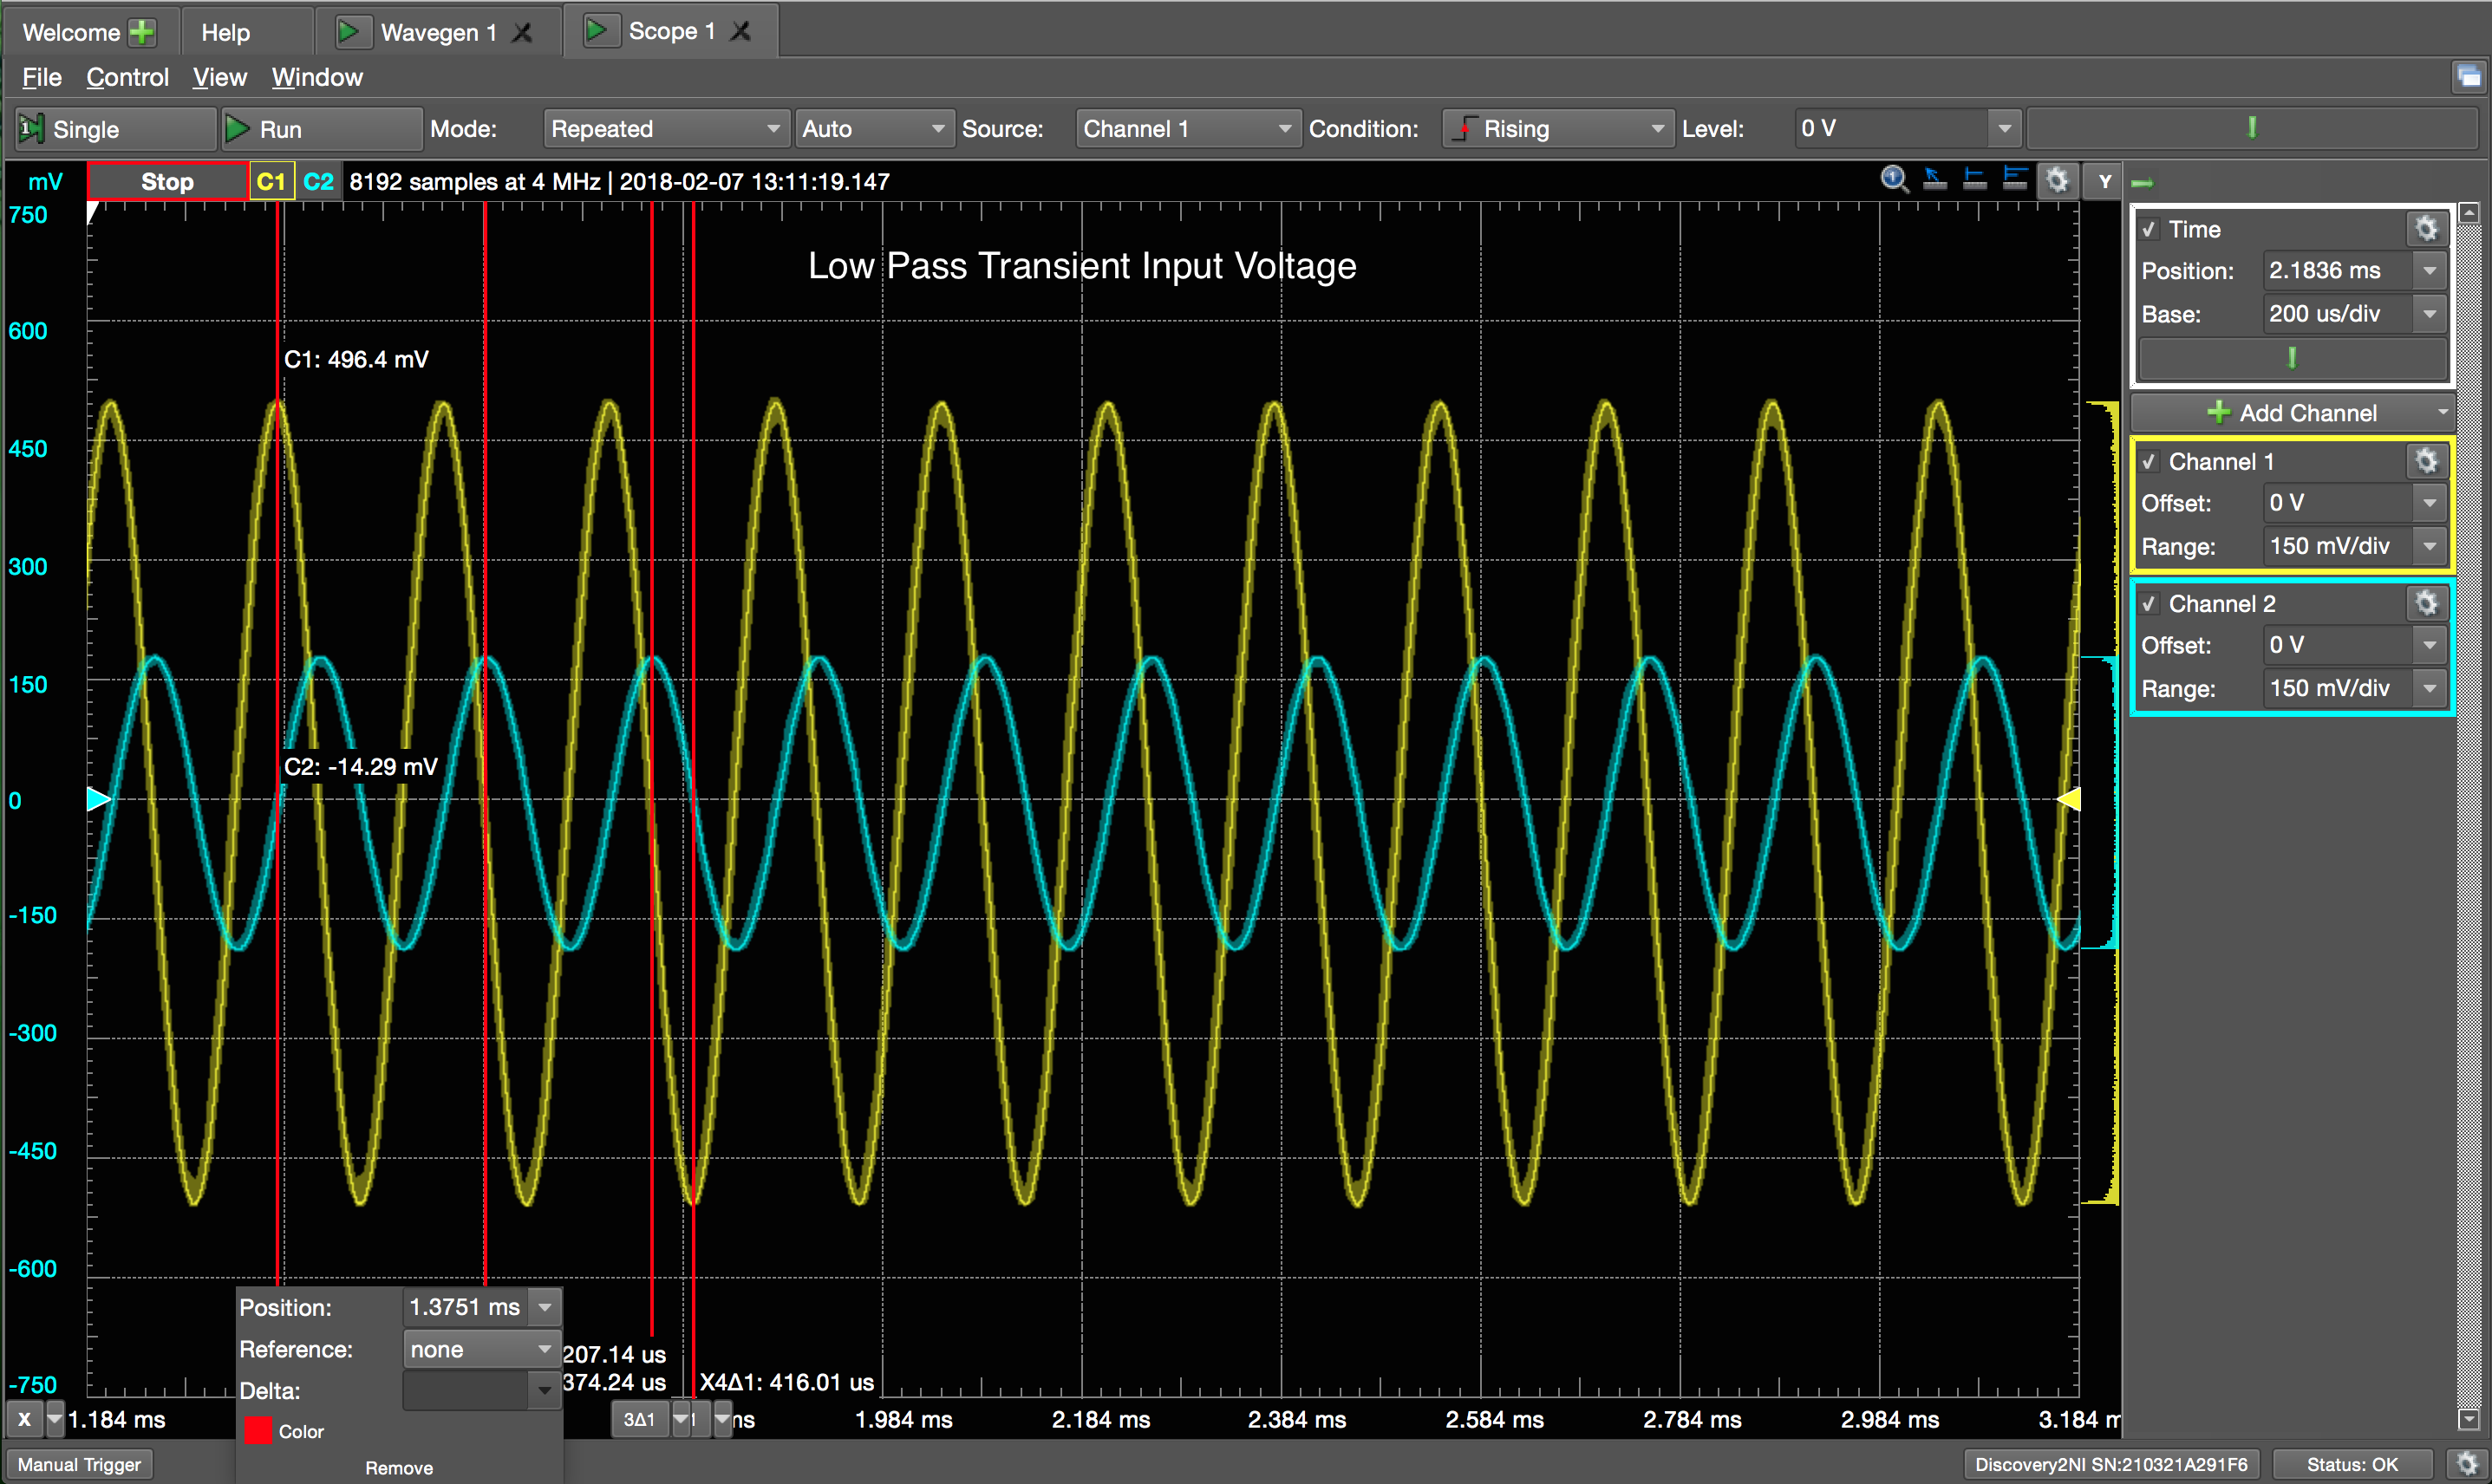 Welcome Help Wavegen 1 Scope 1
File Control View Window
Single Run Mode: Repeated Auto Source: Channel 1 Condition: Rising Level: 0 V
mV Stop C1 C2 8192 samples at 4 MHz | 2018-02-07 13:11:19.147 Y
750
Low Pass Transient Input Voltage
600
C1: 496.4 mV
450
300
150
C2: -14.29 mV
0
-150
-300
-450
-600
-750
Position: 1.3751 ms
Reference: none
Delta:
Color
Remove
207.14 us
374.24 us X4Δ1: 416.01 us
X 1.184 ms 3Δ1 1 ns 1.984 ms 2.184 ms 2.384 ms 2.584 ms 2.784 ms 2.984 ms 3.184 m
Time
Position: 2.1836 ms
Base: 200 us/div
Add Channel
Channel 1
Offset: 0 V
Range: 150 mV/div
Channel 2
Offset: 0 V
Range: 150 mV/div
Manual Trigger Discovery2NI SN:210321A291F6 Status: OK